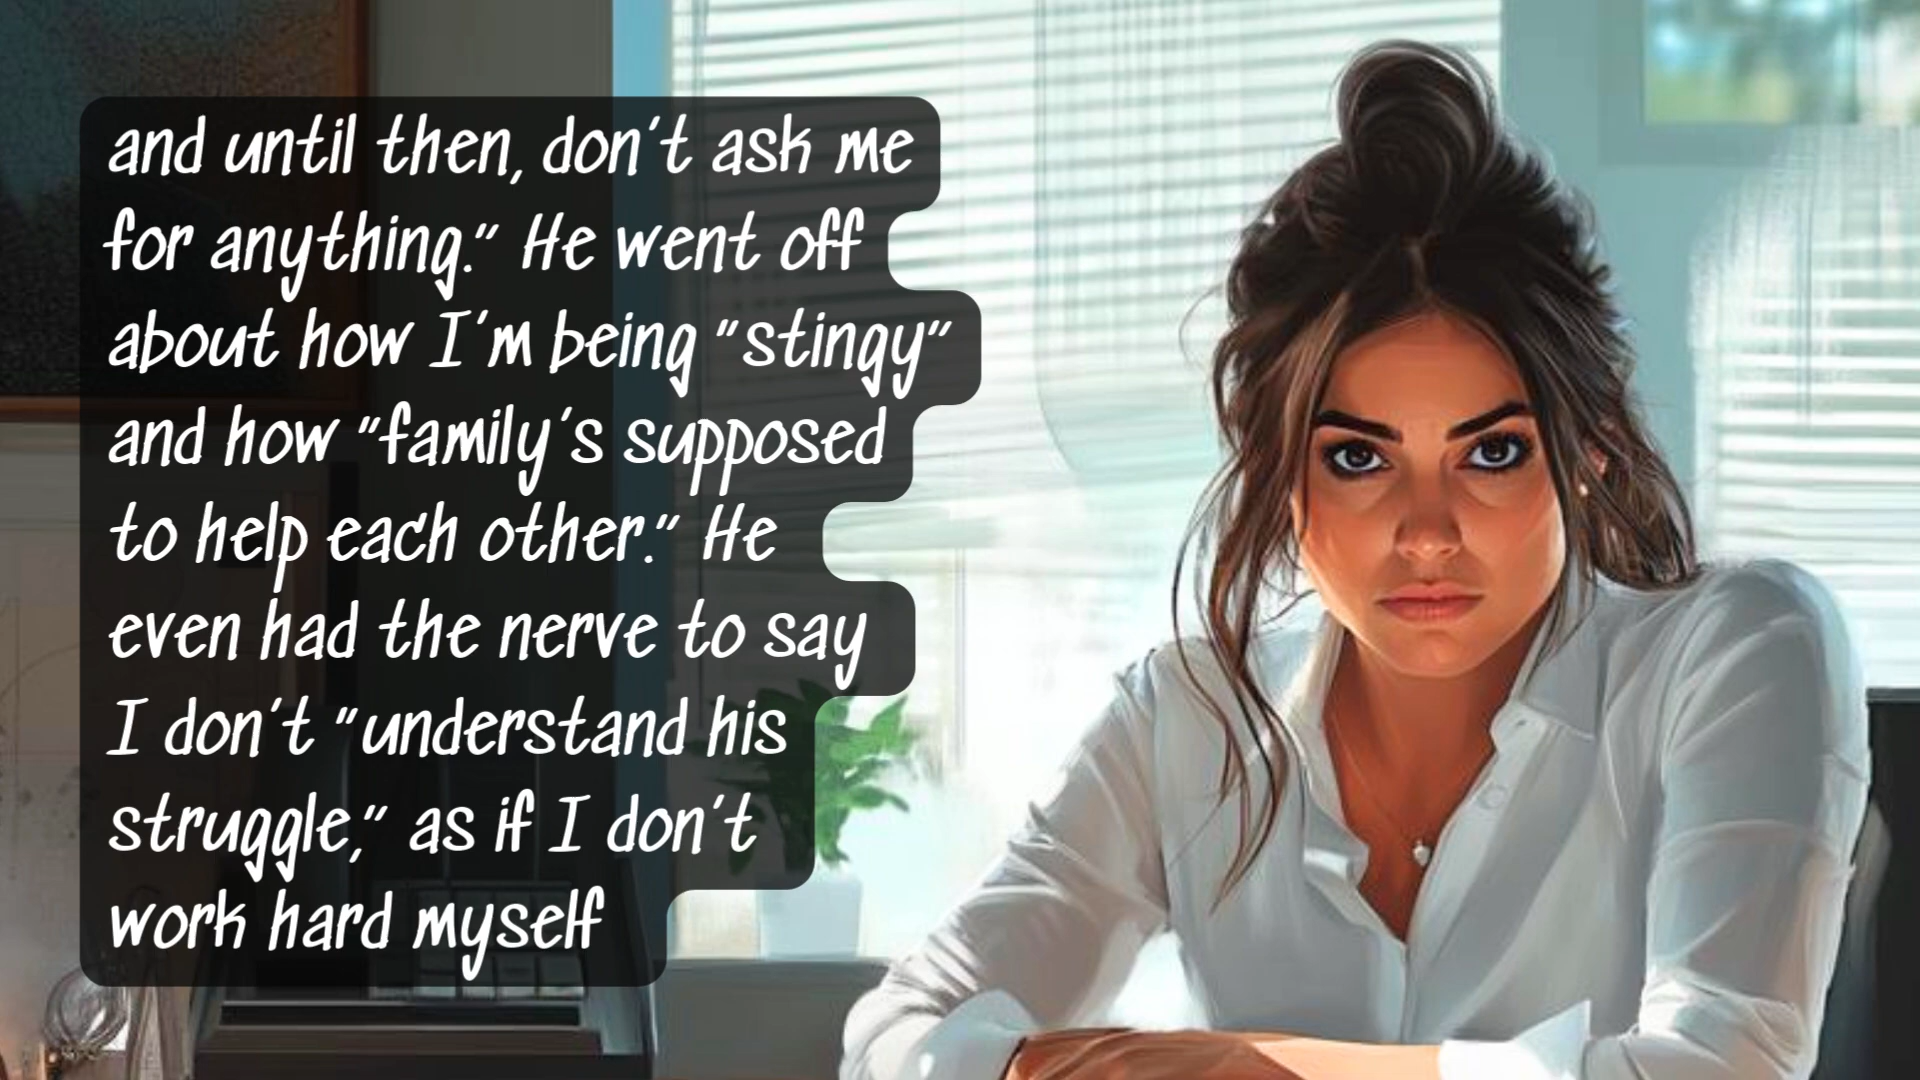 and until then, don't ask me
for anything." He went off
about how I'm being "stingy"
and how "family's supposed
to help each other." He
even had the nerve to say
I don't "understand his
struggle," as if I don't
work hard myself